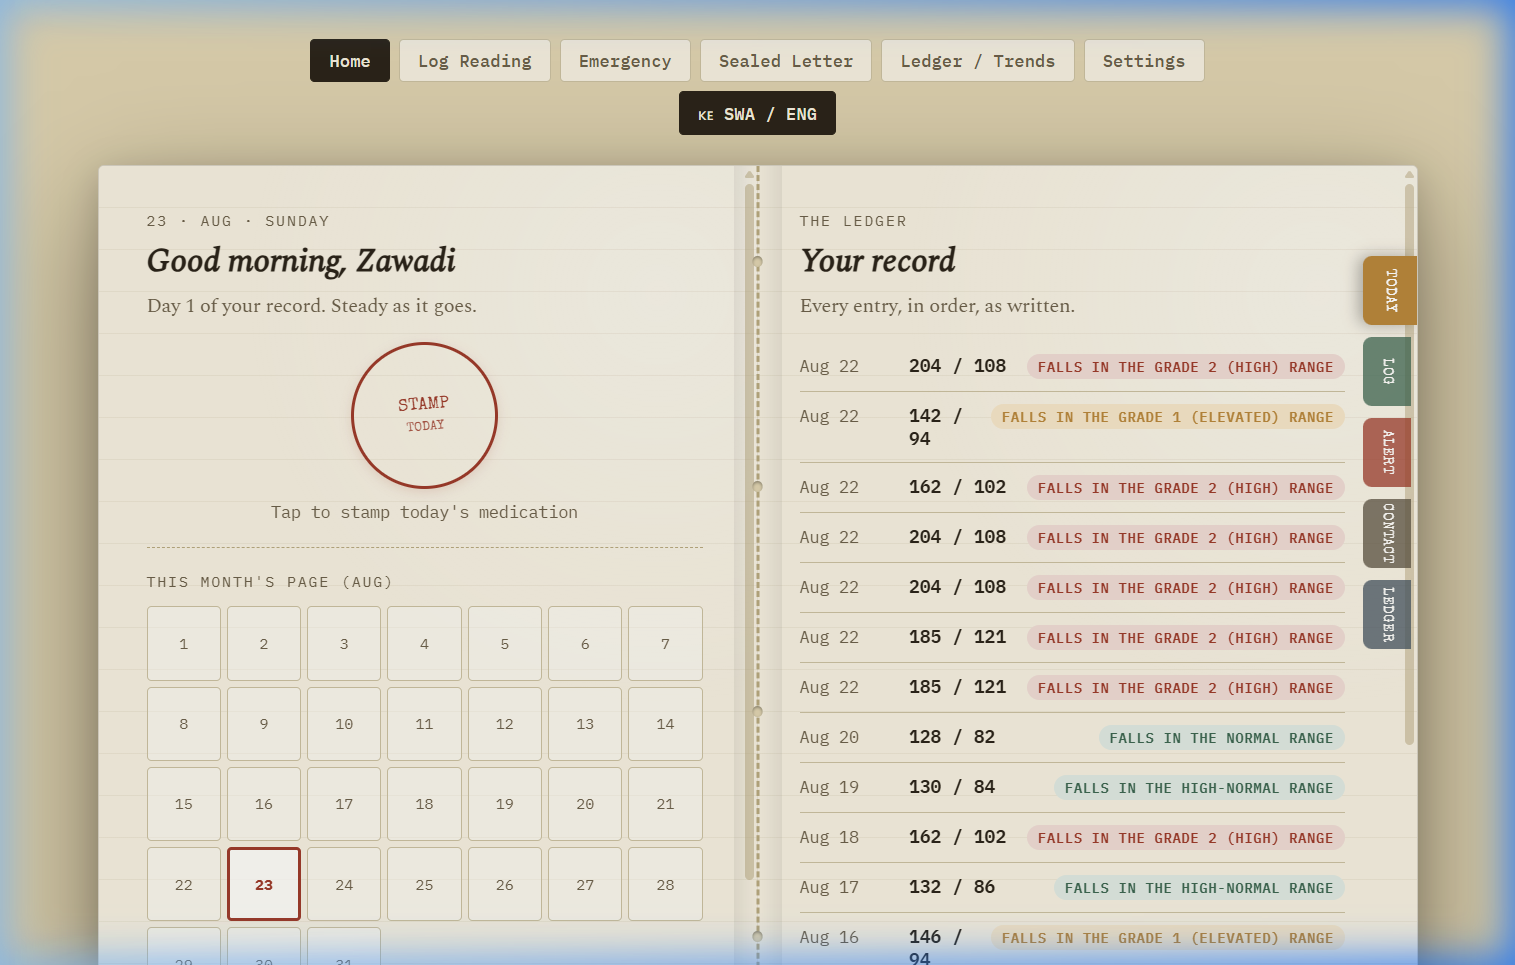 Home Log Reading Emergency Sealed Letter Ledger / Trends Settings
KE SWA / ENG
23 · AUG · SUNDAY
Good morning, Zawadi
Day 1 of your record. Steady as it goes.
STAMP
TODAY
Tap to stamp today's medication
THIS MONTH'S PAGE (AUG)
1 2 3 4 5 6 7
8 9 10 11 12 13 14
15 16 17 18 19 20 21
22 23 24 25 26 27 28
29 30 31
THE LEDGER
Your record
Every entry, in order, as written.
Aug 22 204 / 108 FALLS IN THE GRADE 2 (HIGH) RANGE
Aug 22 142 / FALLS IN THE GRADE 1 (ELEVATED) RANGE
94
Aug 22 162 / 102 FALLS IN THE GRADE 2 (HIGH) RANGE
Aug 22 204 / 108 FALLS IN THE GRADE 2 (HIGH) RANGE
Aug 22 204 / 108 FALLS IN THE GRADE 2 (HIGH) RANGE
Aug 22 185 / 121 FALLS IN THE GRADE 2 (HIGH) RANGE
Aug 22 185 / 121 FALLS IN THE GRADE 2 (HIGH) RANGE
Aug 20 128 / 82 FALLS IN THE NORMAL RANGE
Aug 19 130 / 84 FALLS IN THE HIGH-NORMAL RANGE
Aug 18 162 / 102 FALLS IN THE GRADE 2 (HIGH) RANGE
Aug 17 132 / 86 FALLS IN THE HIGH-NORMAL RANGE
Aug 16 146 / FALLS IN THE GRADE 1 (ELEVATED) RANGE
94
TODAY
LOG
ALERT
CONTACT
LEDGER